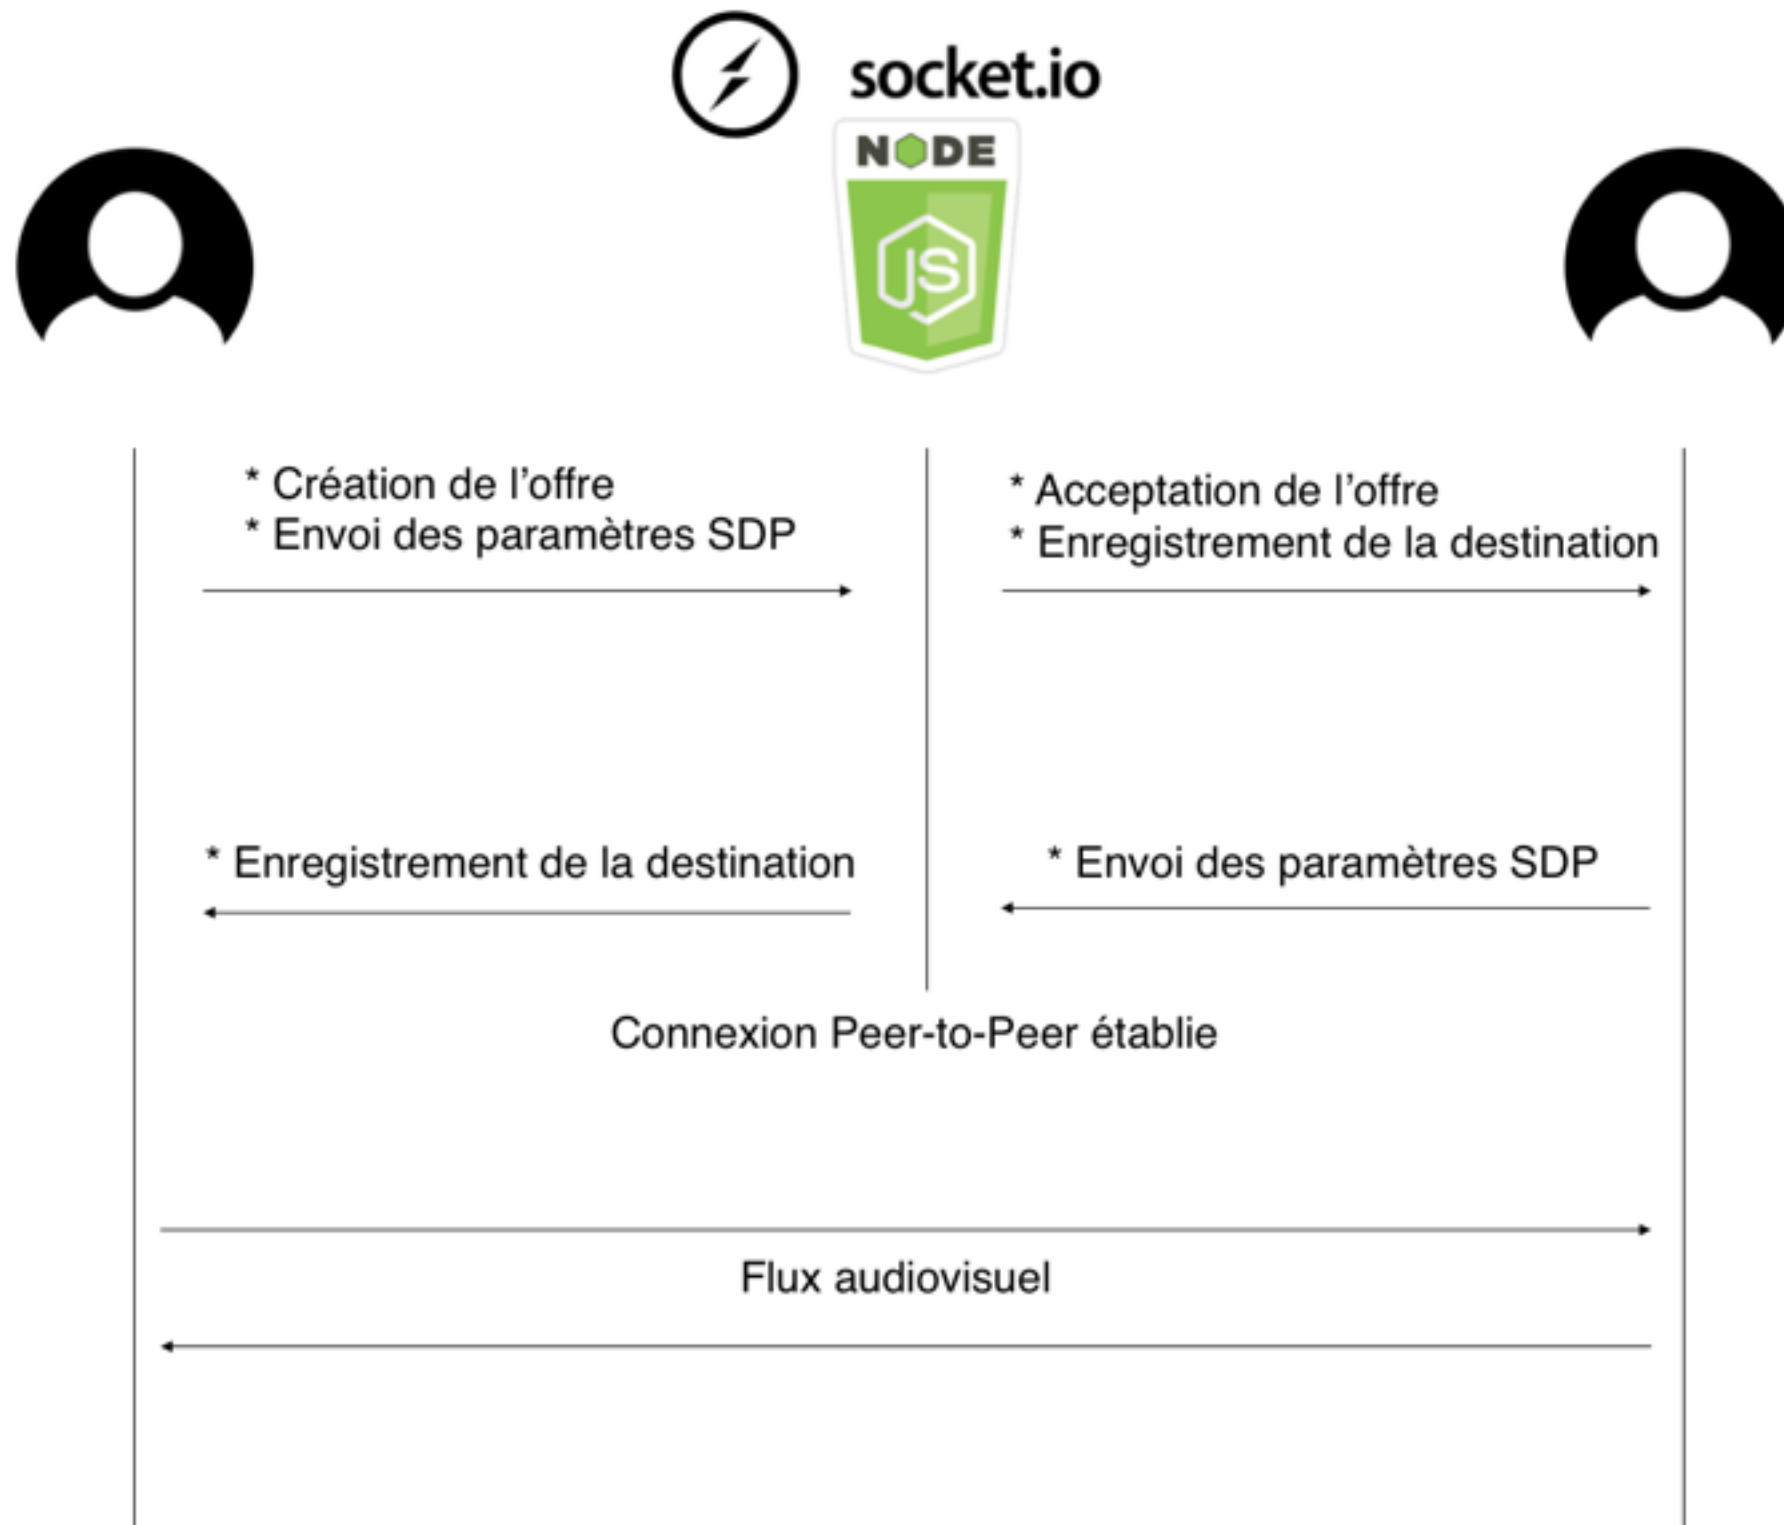 socket.io
NODE
JS
* Création de l'offre
* Envoi des paramètres SDP
* Acceptation de l'offre
* Enregistrement de la destination
* Enregistrement de la destination
* Envoi des paramètres SDP
Connexion Peer-to-Peer établie
Flux audiovisuel